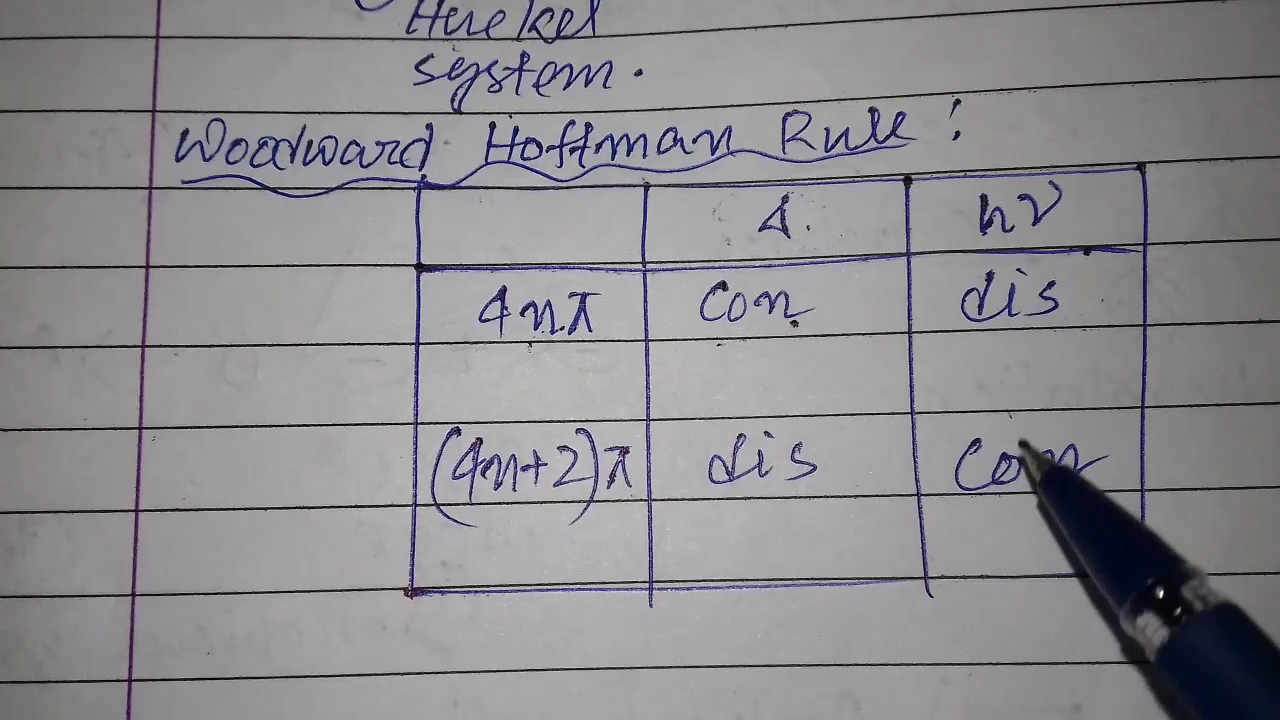 Huckel
system.
Woodward Hoffman Rule :
Δ. hν
4nπ con dis
(4n+2)π dis con